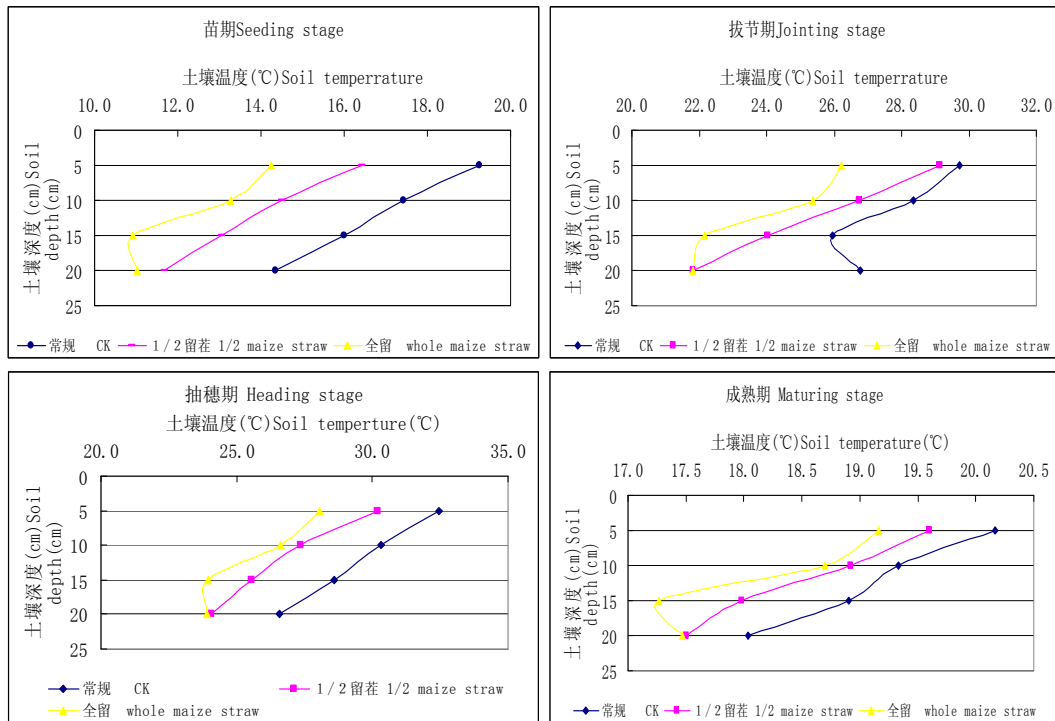 苗期Seeding stage
土壤温度(℃)Soil temperrature
10.0 12.0 14.0 16.0 18.0 20.0
0
5
10
15
20
25
土壤深度(cm)Soil
depth(cm)
常规 CK 1/2留茬 1/2 maize straw 全留 whole maize straw
拔节期Jointing stage
土壤温度(℃)Soil temperrature
20.0 22.0 24.0 26.0 28.0 30.0 32.0
0
5
10
15
20
25
土壤深度(cm)Soil
depth(cm)
常规 CK 1/2留茬 1/2 maize straw 全留 whole maize straw
抽穗期 Heading stage
土壤温度(℃)Soil temperture(℃)
20.0 25.0 30.0 35.0
0
5
10
15
20
25
土壤深度(cm)Soil
depth(cm)
常规 CK 1/2留茬 1/2 maize straw
全留 whole maize straw
成熟期 Maturing stage
土壤温度(℃)Soil temperature(℃)
17.0 17.5 18.0 18.5 19.0 19.5 20.0 20.5
0
5
10
15
20
25
土壤深度(cm)Soil
depth(cm)
常规 CK 1/2留茬 1/2 maize straw 全留 whole maize straw